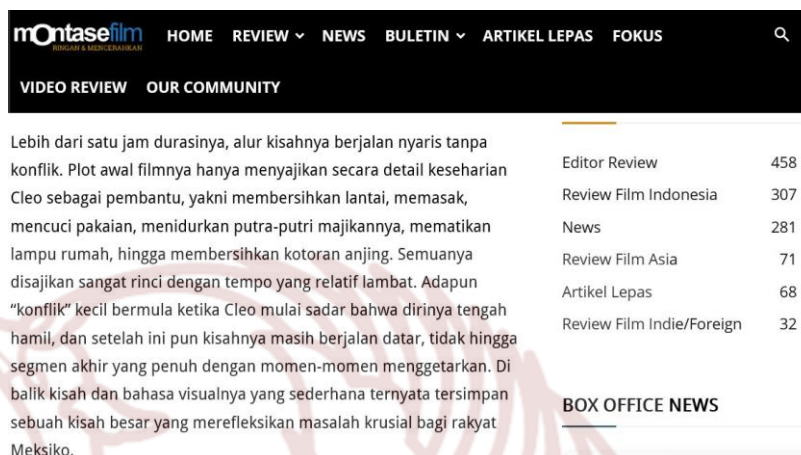 mOntasefilm
RINGAN & MENCERAHKAN
HOME REVIEW NEWS BULETIN ARTIKEL LEPAS FOKUS
VIDEO REVIEW OUR COMMUNITY
Lebih dari satu jam durasinya, alur kisahnya berjalan nyaris tanpa
konflik. Plot awal filmnya hanya menyajikan secara detail keseharian
Cleo sebagai pembantu, yakni membersihkan lantai, memasak,
mencuci pakaian, menidurkan putra-putri majikannya, mematikan
lampu rumah, hingga membersihkan kotoran anjing. Semuanya
disajikan sangat rinci dengan tempo yang relatif lambat. Adapun
“konflik” kecil bermula ketika Cleo mulai sadar bahwa dirinya tengah
hamil, dan setelah ini pun kisahnya masih berjalan datar, tidak hingga
segmen akhir yang penuh dengan momen-momen menggetarkan. Di
balik kisah dan bahasa visualnya yang sederhana ternyata tersimpan
sebuah kisah besar yang merefleksikan masalah krusial bagi rakyat
Meksiko.
Editor Review 458
Review Film Indonesia 307
News 281
Review Film Asia 71
Artikel Lepas 68
Review Film Indie/Foreign 32
BOX OFFICE NEWS